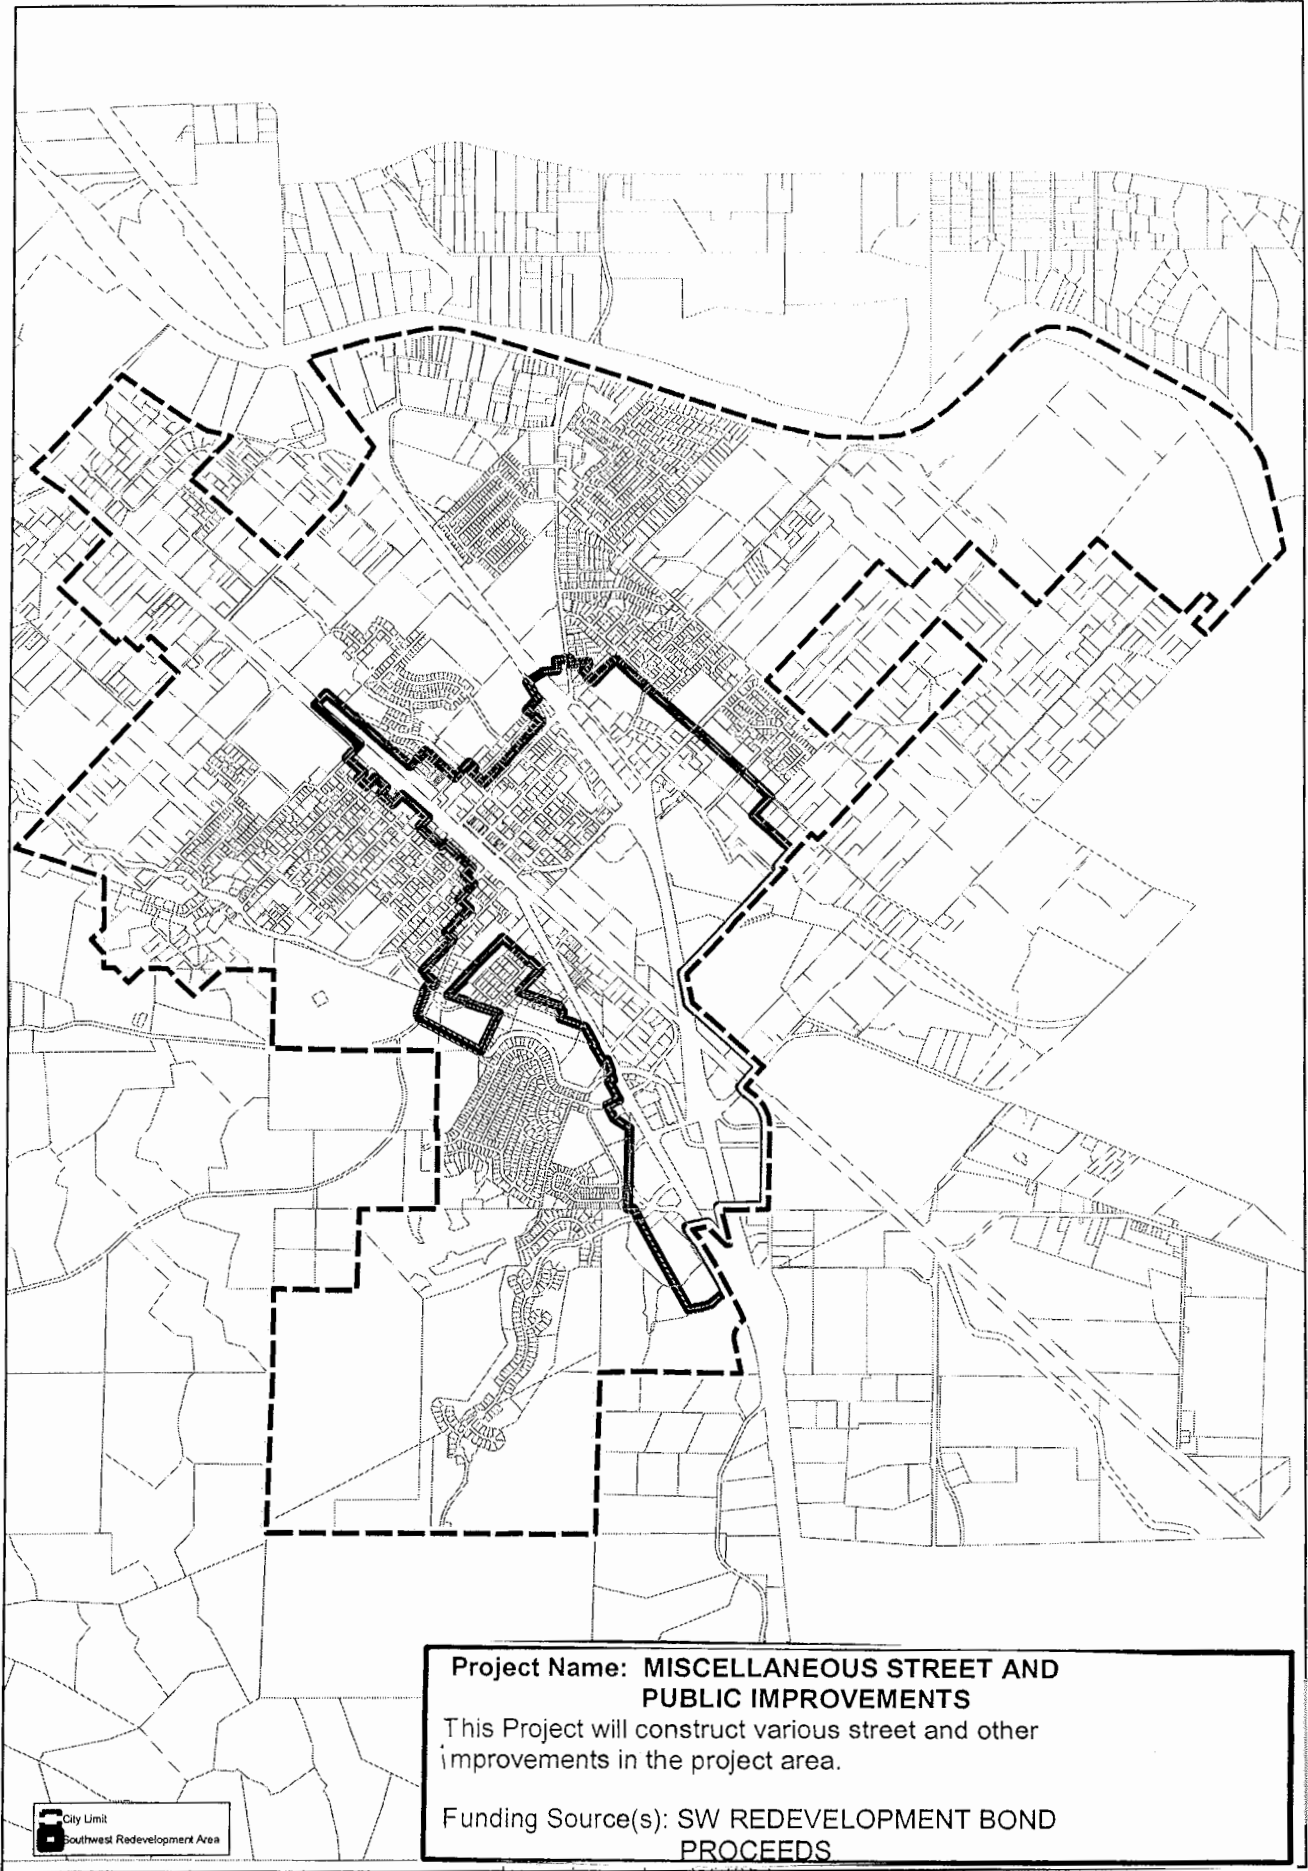 Project Name: MISCELLANEOUS STREET AND
PUBLIC IMPROVEMENTS
This Project will construct various street and other
improvements in the project area.
Funding Source(s): SW REDEVELOPMENT BOND
PROCEEDS
City Limit
Southwest Redevelopment Area